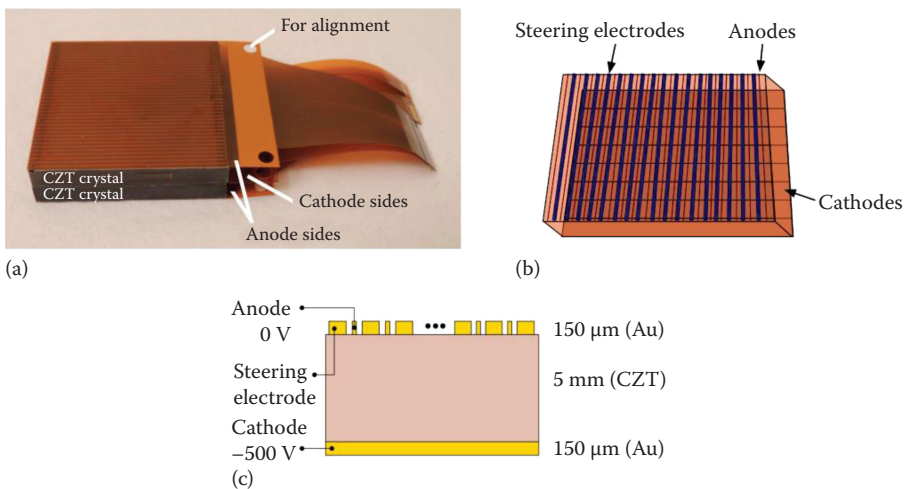 For alignment
CZT crystal
CZT crystal
Cathode sides
Anode sides
(a)
Steering electrodes
Anodes
Cathodes
(b)
Anode
0 V
150 μm (Au)
Steering
electrode
5 mm (CZT)
Cathode
−500 V
150 μm (Au)
(c)